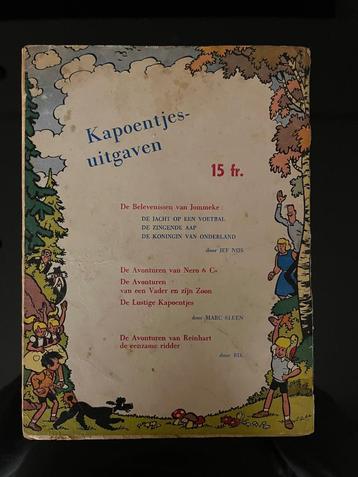 Kapoentjes-
uitgaven
15 fr.
De Belevenissen van Jommeke :
DE JACHT OP EEN VOETBAL
DE ZINGENDE AAP
DE KONINGIN VAN ONDERLAND
door JEF NIJS
De Avonturen van Nero & Co
De Avonturen
van een Vader en zijn Zoon
De Lustige Kapoentjes
door MARC SLEEN
De Avonturen van Reinhart
de eenzame ridder
door RIK